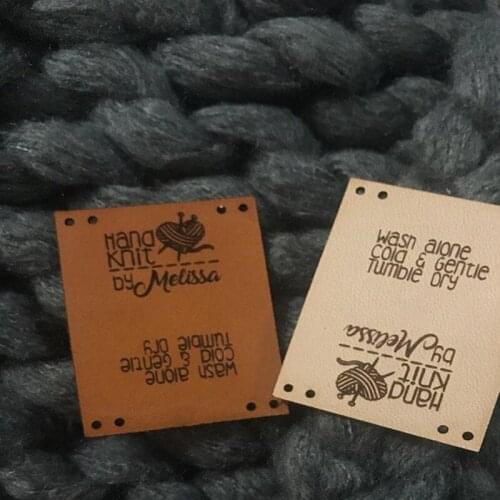 Hand
Knit
by Melissa
Wash alone
Cold & Gentle
Tumble Dry
Wash alone
Cold & Gentle
Tumble Dry
Hand
Knit
by Melissa